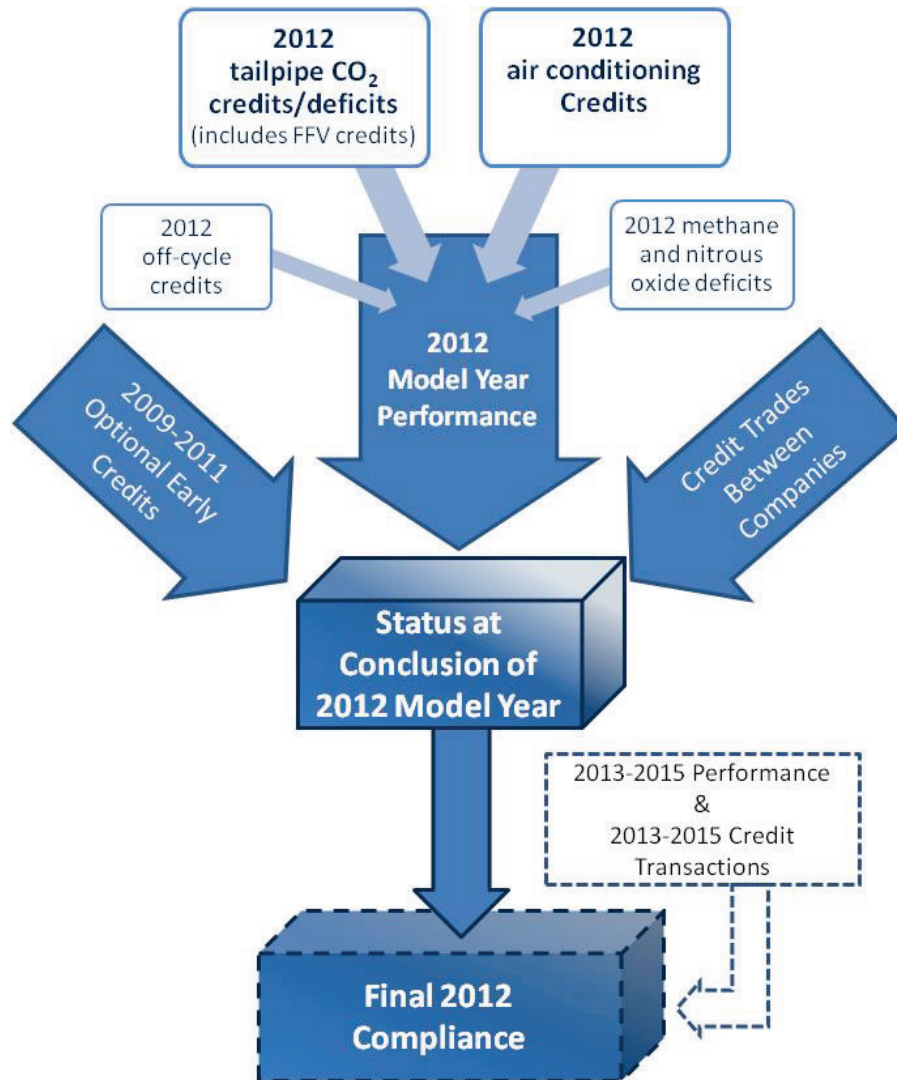 2012
tailpipe CO₂
credits/deficits
(includes FFV credits)
2012
air conditioning
Credits
2012
off-cycle
credits
2012 methane
and nitrous
oxide deficits
2012
Model Year
Performance
2009-2011
Optional Early
Credits
Credit Trades
Between
Companies
Status at
Conclusion of
2012 Model Year
2013-2015 Performance
&
2013-2015 Credit
Transactions
Final 2012
Compliance